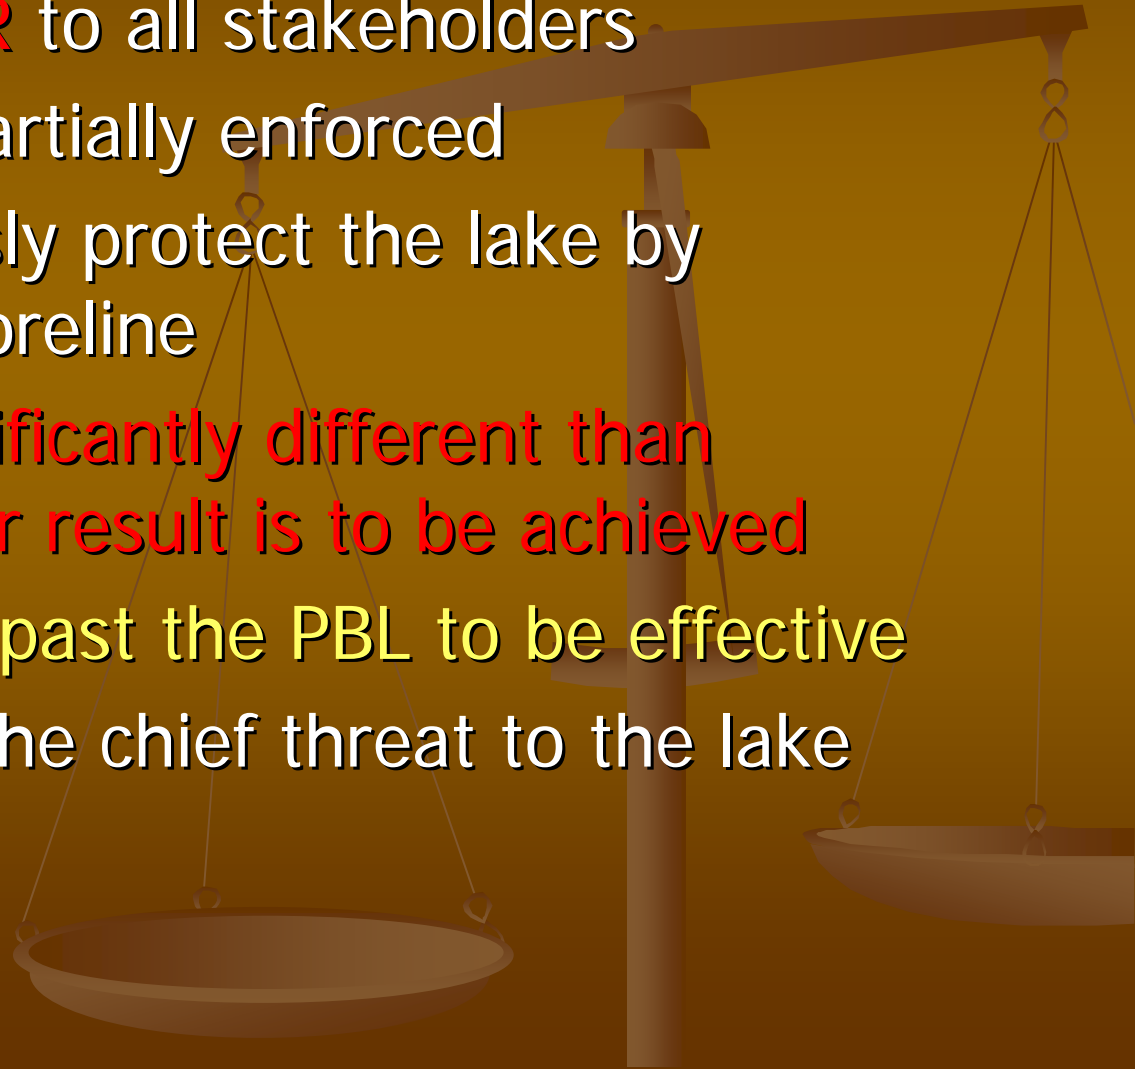 R to all stakeholders
artially enforced
sly protect the lake by
oreline
ificantly different than
r result is to be achieved
past the PBL to be effective
he chief threat to the lake